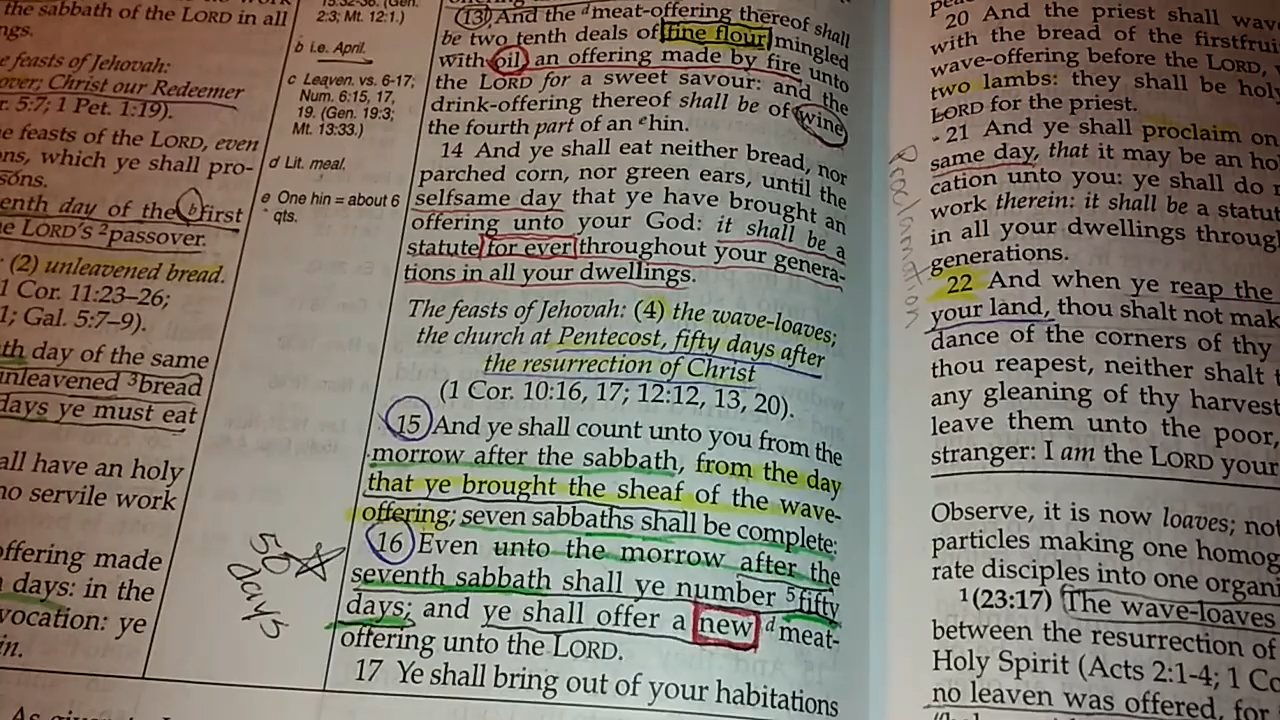 the sabbath of the LORD in all
ngs.
e feasts of Jehovah:
over; Christ our Redeemer
r. 5:7; 1 Pet. 1:19).
e feasts of the LORD, even
ons, which ye shall pro-
sons.
enth day of the b first
e LORD'S 2passover.
(2) unleavened bread.
1 Cor. 11:23–26;
1; Gal. 5:7–9).
th day of the same
unleavened 3bread
days ye must eat
all have an holy
no servile work
offering made
days: in the
vocation: ye
in.
2:3; Mt. 12:1.)
b i.e. April.
c Leaven. vs. 6-17;
Num. 6:15, 17,
19. (Gen. 19:3;
Mt. 13:33.)
d Lit. meal.
e One hin = about 6
qts.
50
days
13 And the d meat-offering thereof shall
be two tenth deals of fine flour mingled
with oil, an offering made by fire unto
the LORD for a sweet savour: and the
drink-offering thereof shall be of wine,
the fourth part of an e hin.
14 And ye shall eat neither bread, nor
parched corn, nor green ears, until the
selfsame day that ye have brought an
offering unto your God: it shall be a
statute for ever throughout your genera-
tions in all your dwellings.
The feasts of Jehovah: (4) the wave-loaves;
the church at Pentecost, fifty days after
the resurrection of Christ
(1 Cor. 10:16, 17; 12:12, 13, 20).
15 And ye shall count unto you from the
morrow after the sabbath, from the day
that ye brought the sheaf of the wave-
offering; seven sabbaths shall be complete:
16 Even unto the morrow after the
seventh sabbath shall ye number 5fifty
days; and ye shall offer a new d meat-
offering unto the LORD.
17 Ye shall bring out of your habitations
20 And the priest shall wav
with the bread of the firstfrui
wave-offering before the LORD,
two lambs: they shall be hol
LORD for the priest.
21 And ye shall proclaim on
same day, that it may be an ho
cation unto you: ye shall do
work therein: it shall be a statut
in all your dwellings throug
generations.
22 And when ye reap the
your land, thou shalt not mak
dance of the corners of thy
thou reapest, neither shalt
any gleaning of thy harvest
leave them unto the poor,
stranger: I am the LORD your
Proclamation
Observe, it is now loaves; no
particles making one homog
rate disciples into one organ
1(23:17) The wave-loaves
between the resurrection of
Holy Spirit (Acts 2:1-4; 1 Co
no leaven was offered, for